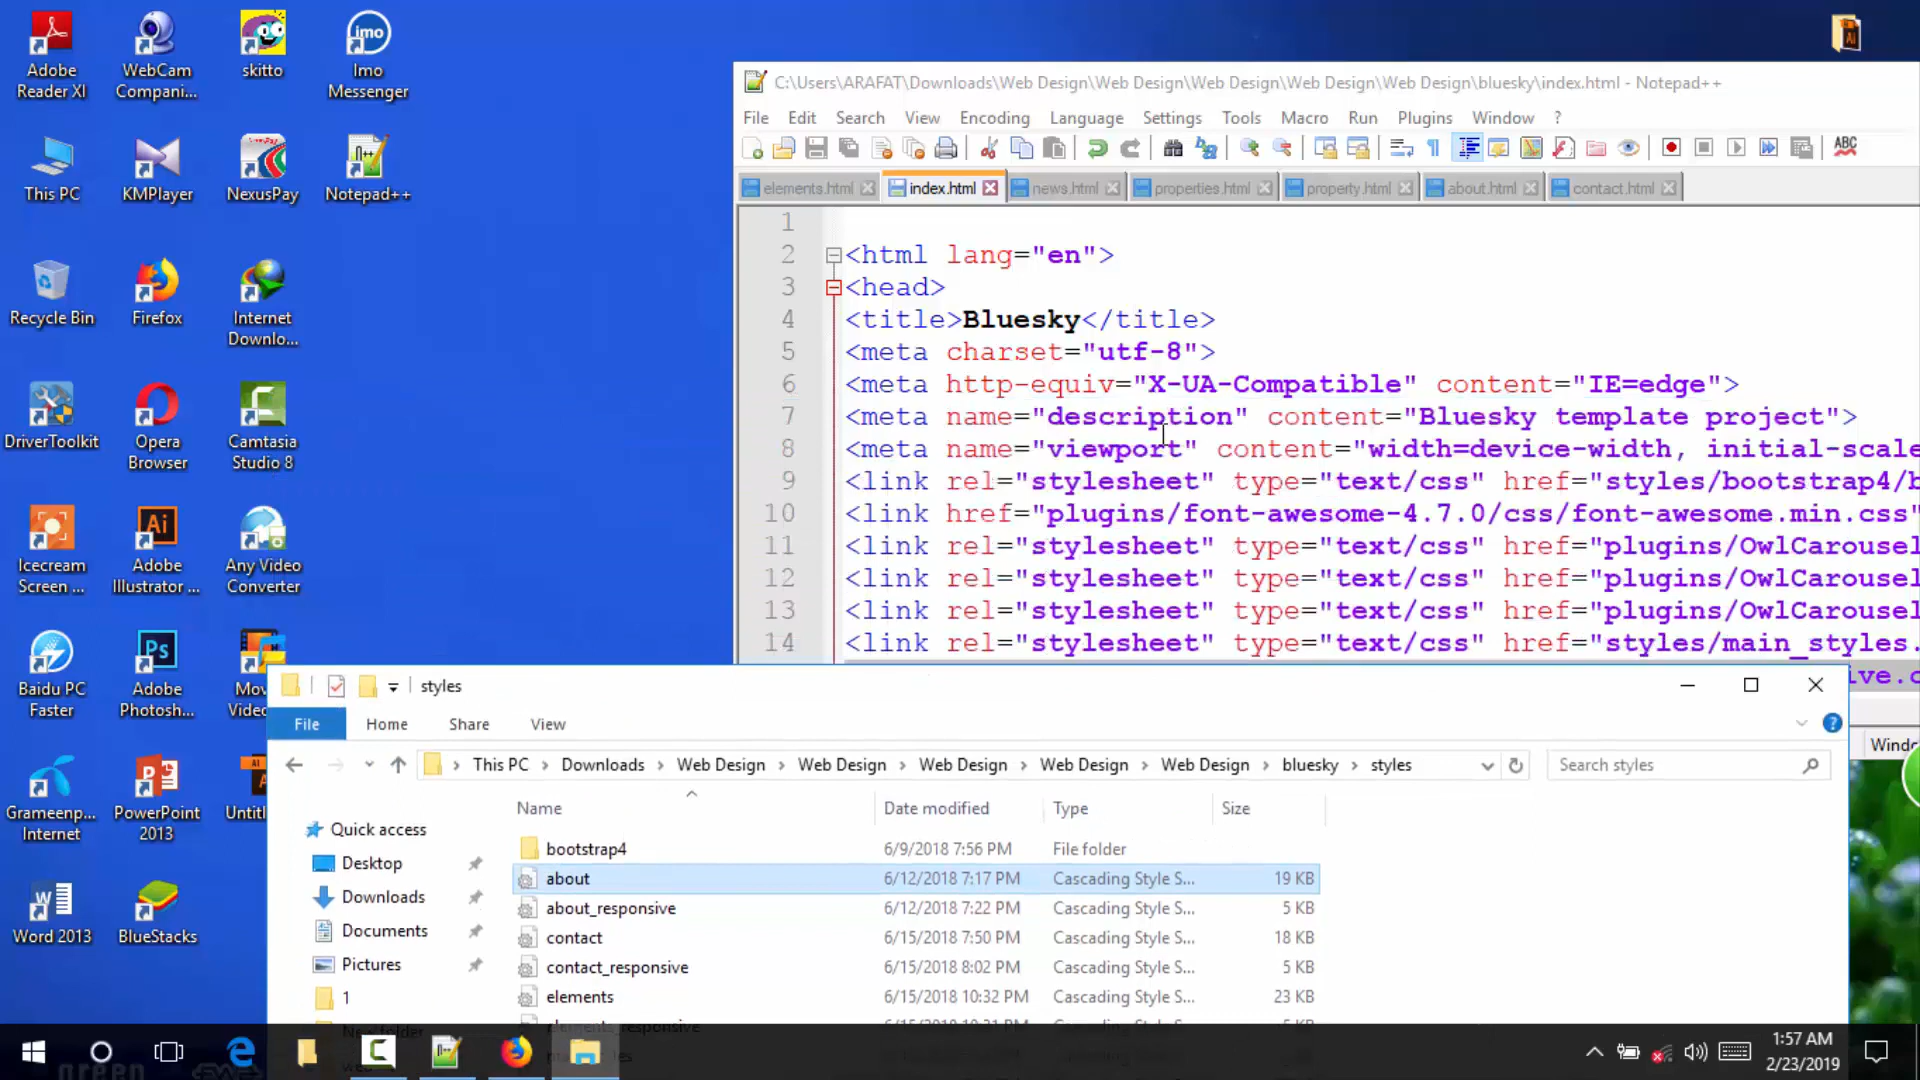 Adobe Reader XI
WebCam Compani...
skitto
Imo Messenger
This PC
KMPlayer
NexusPay
Notepad++
Recycle Bin
Firefox
Internet Downlo...
DriverToolkit
Opera Browser
Camtasia Studio 8
Icecream Screen ...
Adobe Illustrator ...
Any Video Converter
Baidu PC Faster
Adobe Photosh...
Grameenp... Internet
PowerPoint 2013
Word 2013
BlueStacks
C:\Users\ARAFAT\Downloads\Web Design\Web Design\Web Design\Web Design\Web Design\bluesky\index.html - Notepad++
File Edit Search View Encoding Language Settings Tools Macro Run Plugins Window ?
elements.html index.html news.html properties.html property.html about.html contact.html
1
2 <html lang="en">
3 <head>
4 <title>Bluesky</title>
5 <meta charset="utf-8">
6 <meta http-equiv="X-UA-Compatible" content="IE=edge">
7 <meta name="description" content="Bluesky template project">
8 <meta name="viewport" content="width=device-width, initial-scale
9 <link rel="stylesheet" type="text/css" href="styles/bootstrap4/b
10 <link href="plugins/font-awesome-4.7.0/css/font-awesome.min.css"
11 <link rel="stylesheet" type="text/css" href="plugins/OwlCarousel
12 <link rel="stylesheet" type="text/css" href="plugins/OwlCarousel
13 <link rel="stylesheet" type="text/css" href="plugins/OwlCarousel
14 <link rel="stylesheet" type="text/css" href="styles/main_styles.
styles
File Home Share View
This PC > Downloads > Web Design > Web Design > Web Design > Web Design > Web Design > bluesky > styles
Search styles
Name Date modified Type Size
Quick access
Desktop
Downloads
Documents
Pictures
1
bootstrap4 6/9/2018 7:56 PM File folder
about 6/12/2018 7:17 PM Cascading Style S... 19 KB
about_responsive 6/12/2018 7:22 PM Cascading Style S... 5 KB
contact 6/15/2018 7:50 PM Cascading Style S... 18 KB
contact_responsive 6/15/2018 8:02 PM Cascading Style S... 5 KB
elements 6/15/2018 10:32 PM Cascading Style S... 23 KB
1:57 AM
2/23/2019